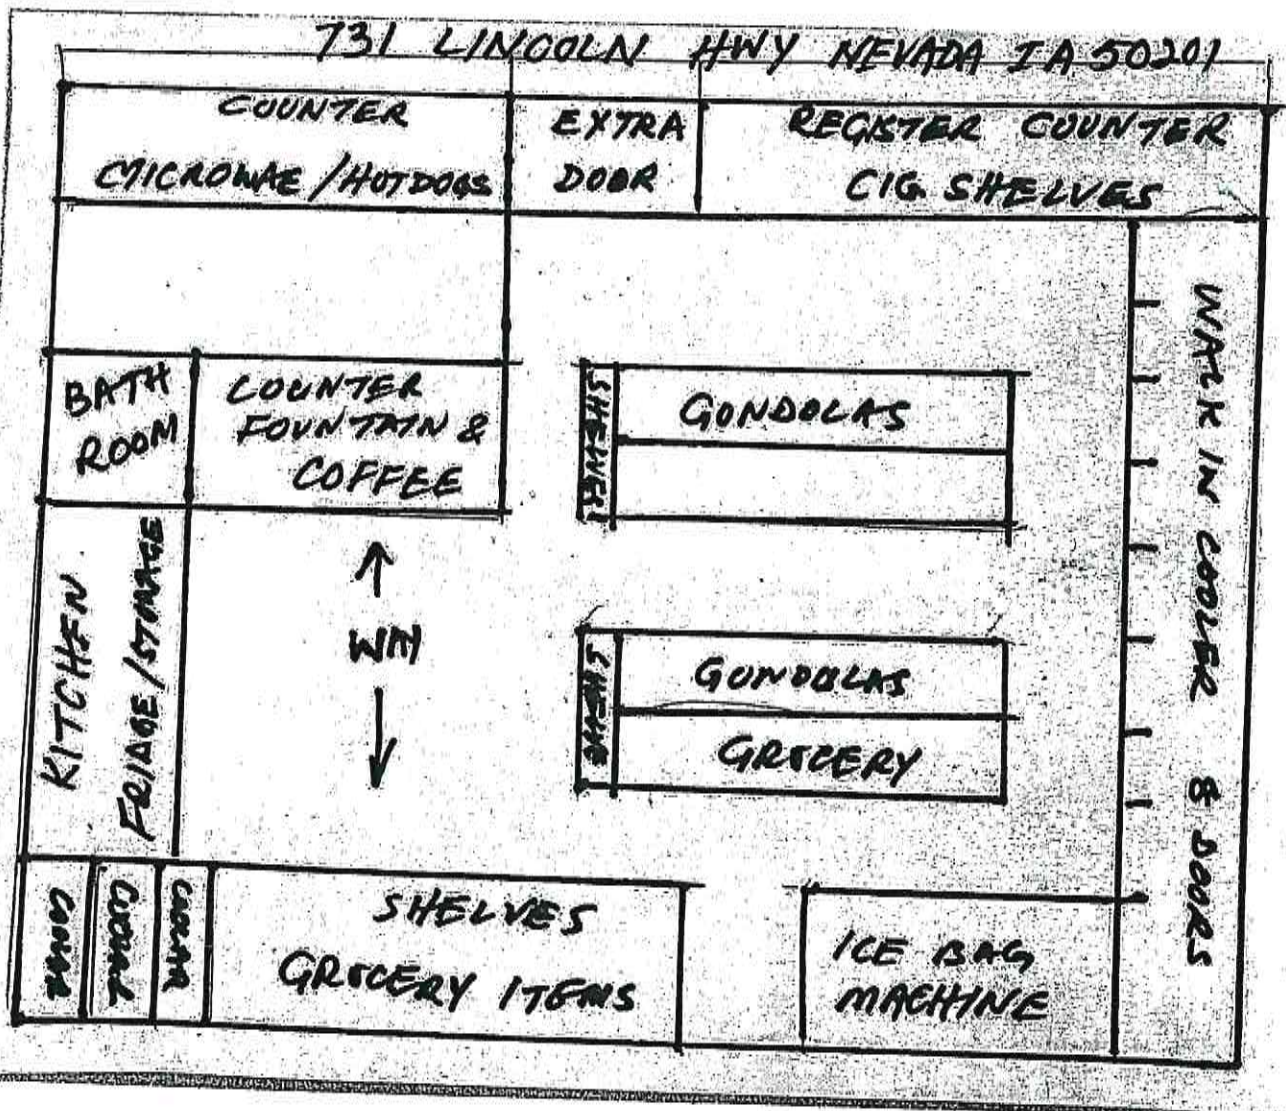 731 LINCOLN HWY NEVADA IA 50201
COUNTER
MICROWAE / HOTDOGS
EXTRA
DOOR
REGISTER COUNTER
CIG SHELVES
BATH
ROOM
COUNTER
FOUNTAIN &
COFFEE
SHELVES
GONDOLAS
WALK IN COOLER 8 DOORS
KITCHEN
FRIDGE/STORAGE
↑
WAY
↓
SHELVES
GONDOLAS
GROCERY
COOLAR
SHELVES
GROCERY ITEMS
ICE BAG
MACHINE